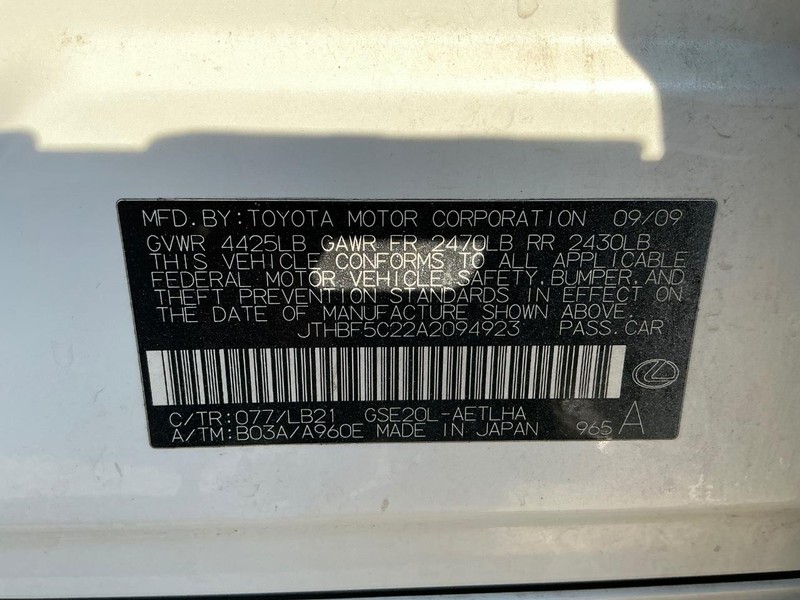 MFD. BY: TOYOTA MOTOR CORPORATION 09/09
GVWR 4425LB GAWR FR 2470LB RR 2430LB
THIS VEHICLE CONFORMS TO ALL APPLICABLE
FEDERAL MOTOR VEHICLE SAFETY, BUMPER, AND
THEFT PREVENTION STANDARDS IN EFFECT ON
THE DATE OF MANUFACTURE SHOWN ABOVE.
JTHBF5C22A2094923 PASS. CAR
C/TR: 077/LB21 GSE20L-AETLHA
A/TM: B03A/A960E MADE IN JAPAN 965 A